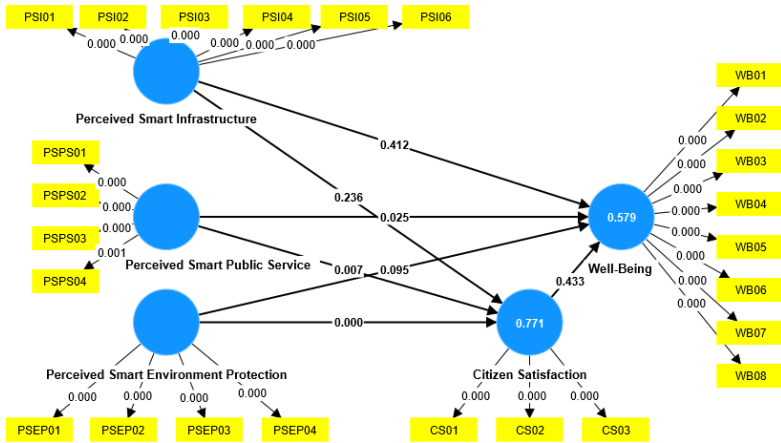 PSI01
PSI02
PSI03
PSI04
PSI05
PSI06
0.000
0.000
0.000
0.000
0.000
0.000
Perceived Smart Infrastructure
PSPS01
PSPS02
PSPS03
PSPS04
0.000
0.000
0.000
0.001
Perceived Smart Public Service
Perceived Smart Environment Protection
0.000
0.000
0.000
0.000
PSEP01
PSEP02
PSEP03
PSEP04
0.412
0.236
0.025
0.007
0.095
0.000
0.433
0.771
Citizen Satisfaction
0.000
0.000
0.000
CS01
CS02
CS03
0.579
Well-Being
0.000
0.000
0.000
0.000
0.000
0.000
0.000
0.000
WB01
WB02
WB03
WB04
WB05
WB06
WB07
WB08